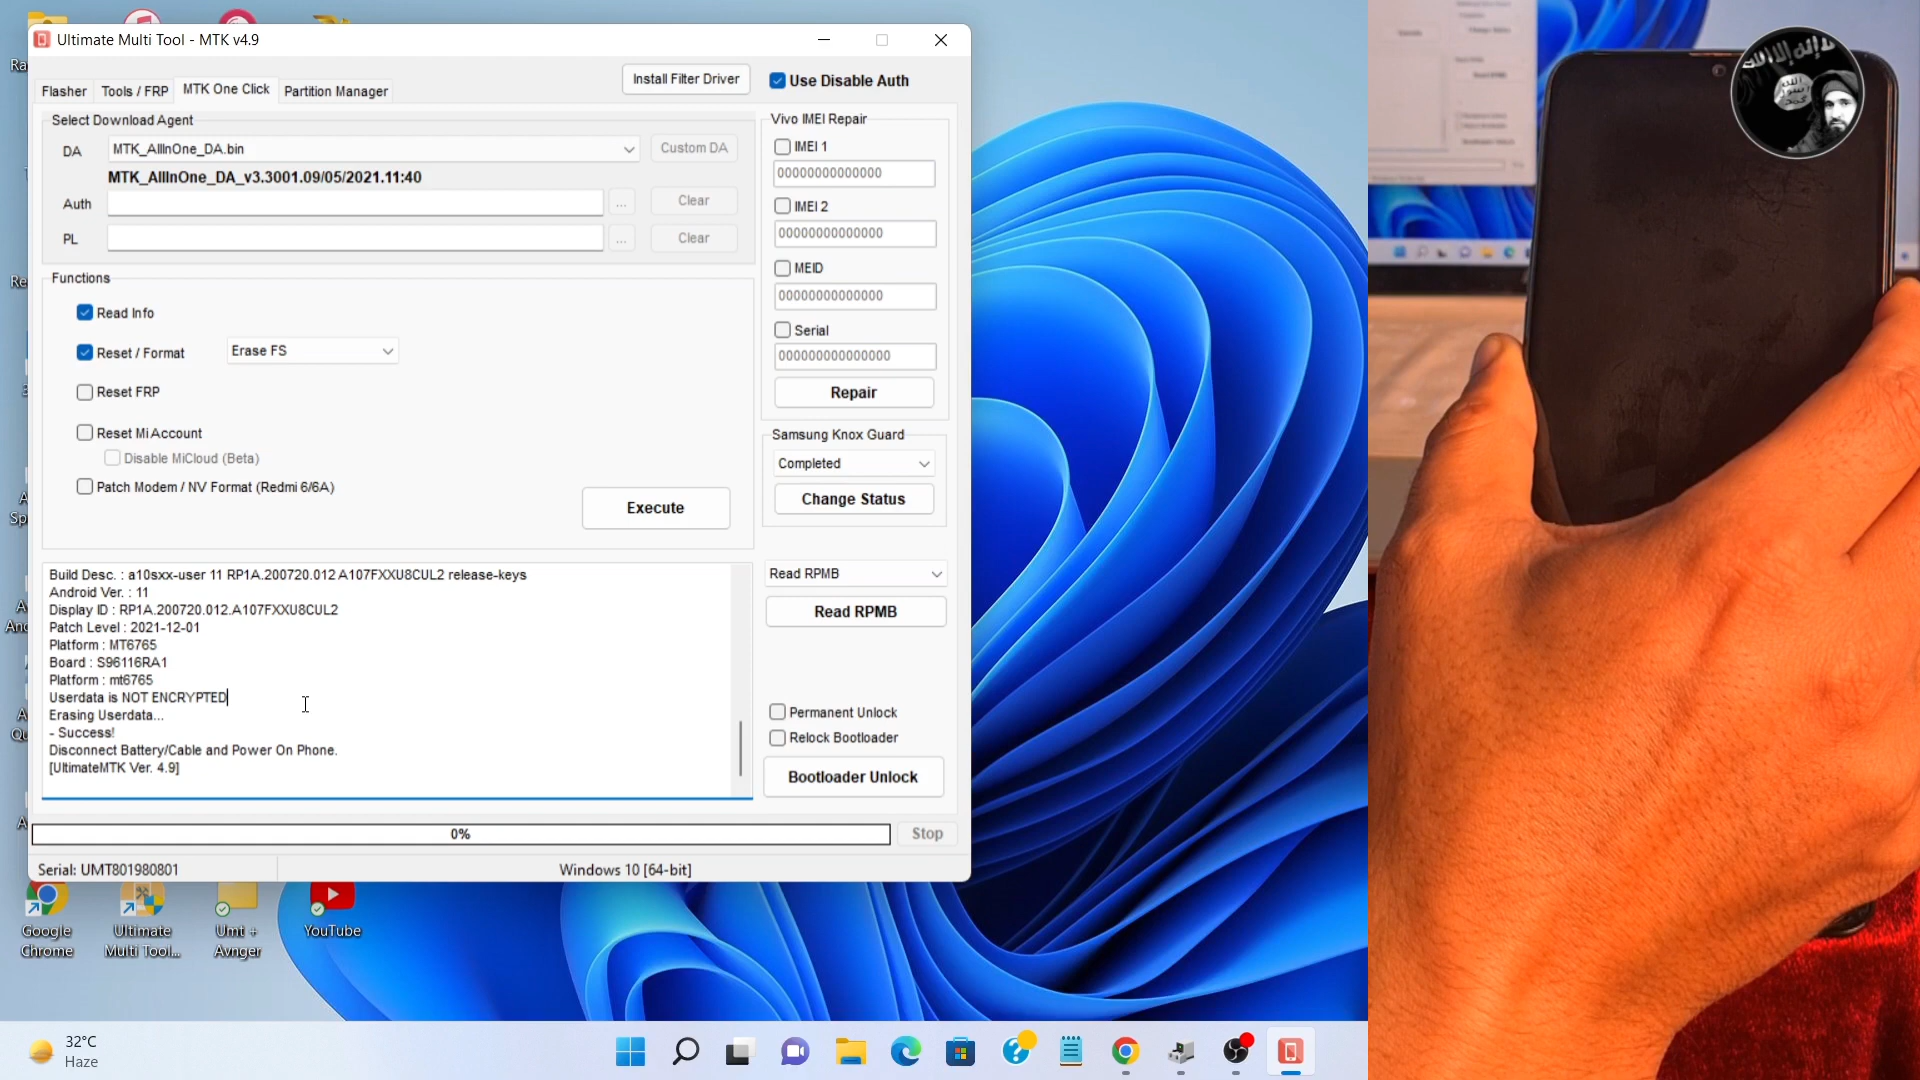 Ultimate Multi Tool - MTK v4.9
Flasher
Tools / FRP
MTK One Click
Partition Manager
Install Filter Driver
Use Disable Auth
Select Download Agent
DA
MTK_AllInOne_DA.bin
Custom DA
MTK_AllInOne_DA_v3.3001.09/05/2021.11:40
Auth
...
Clear
PL
...
Clear
Functions
Read Info
Reset / Format
Erase FS
Reset FRP
Reset Mi Account
Disable MiCloud (Beta)
Patch Modem / NV Format (Redmi 6/6A)
Execute
Vivo IMEI Repair
IMEI 1
00000000000000
IMEI 2
00000000000000
MEID
00000000000000
Serial
000000000000000
Repair
Samsung Knox Guard
Completed
Change Status
Read RPMB
Read RPMB
Permanent Unlock
Relock Bootloader
Bootloader Unlock
Build Desc. : a10sxx-user 11 RP1A.200720.012 A107FXXU8CUL2 release-keys
Android Ver. : 11
Display ID : RP1A.200720.012.A107FXXU8CUL2
Patch Level : 2021-12-01
Platform : MT6765
Board : S96116RA1
Platform : mt6765
Userdata is NOT ENCRYPTED
Erasing Userdata...
- Success!
Disconnect Battery/Cable and Power On Phone.
[UltimateMTK Ver. 4.9]
0%
Stop
Serial: UMT801980801
Windows 10 [64-bit]
Google Chrome
Ultimate Multi Tool...
Umt + Avnger
YouTube
32°C
Haze